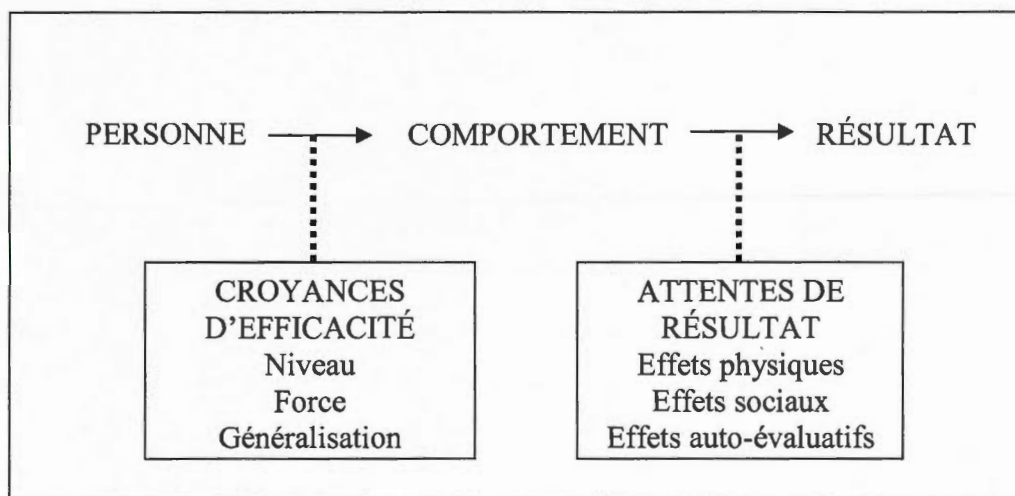 PERSONNE COMPORTEMENT RÉSULTAT
CROYANCES
D'EFFICACITÉ
Niveau
Force
Généralisation
ATTENTES DE
RÉSULTAT
Effets physiques
Effets sociaux
Effets auto-évaluatifs